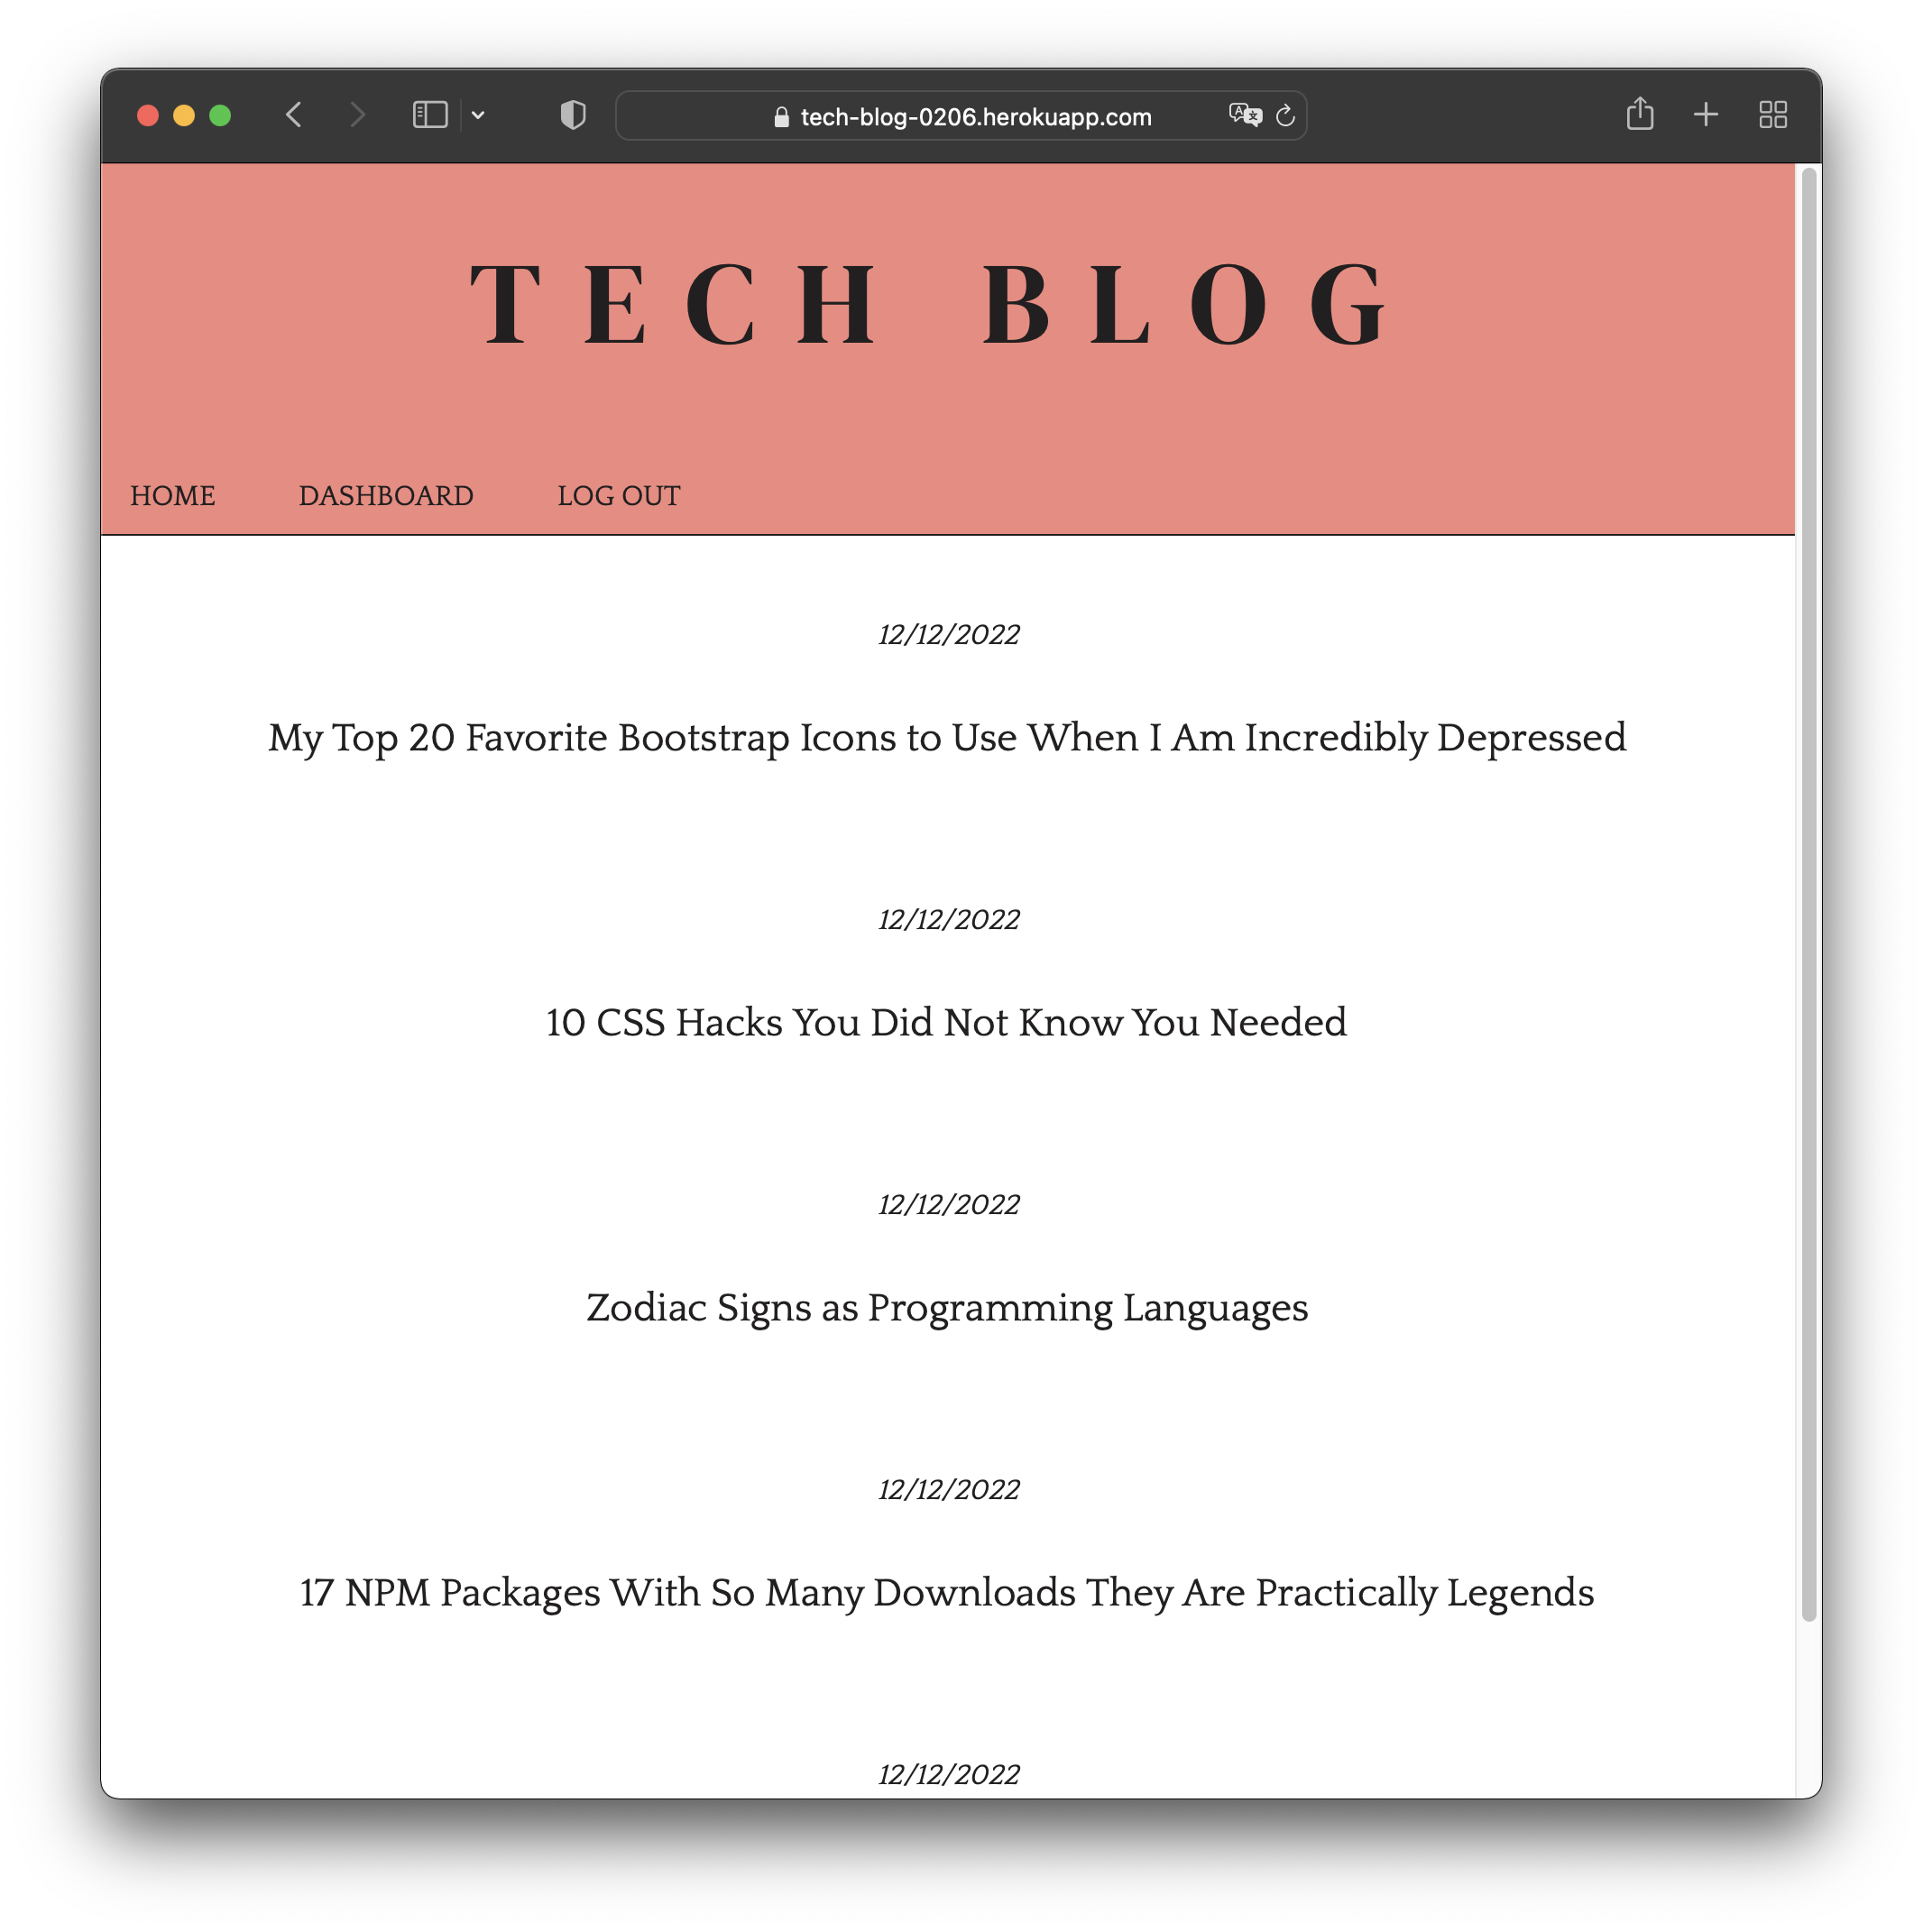 tech-blog-0206.herokuapp.com
TECH BLOG
HOME DASHBOARD LOG OUT
12/12/2022
My Top 20 Favorite Bootstrap Icons to Use When I Am Incredibly Depressed
12/12/2022
10 CSS Hacks You Did Not Know You Needed
12/12/2022
Zodiac Signs as Programming Languages
12/12/2022
17 NPM Packages With So Many Downloads They Are Practically Legends
12/12/2022